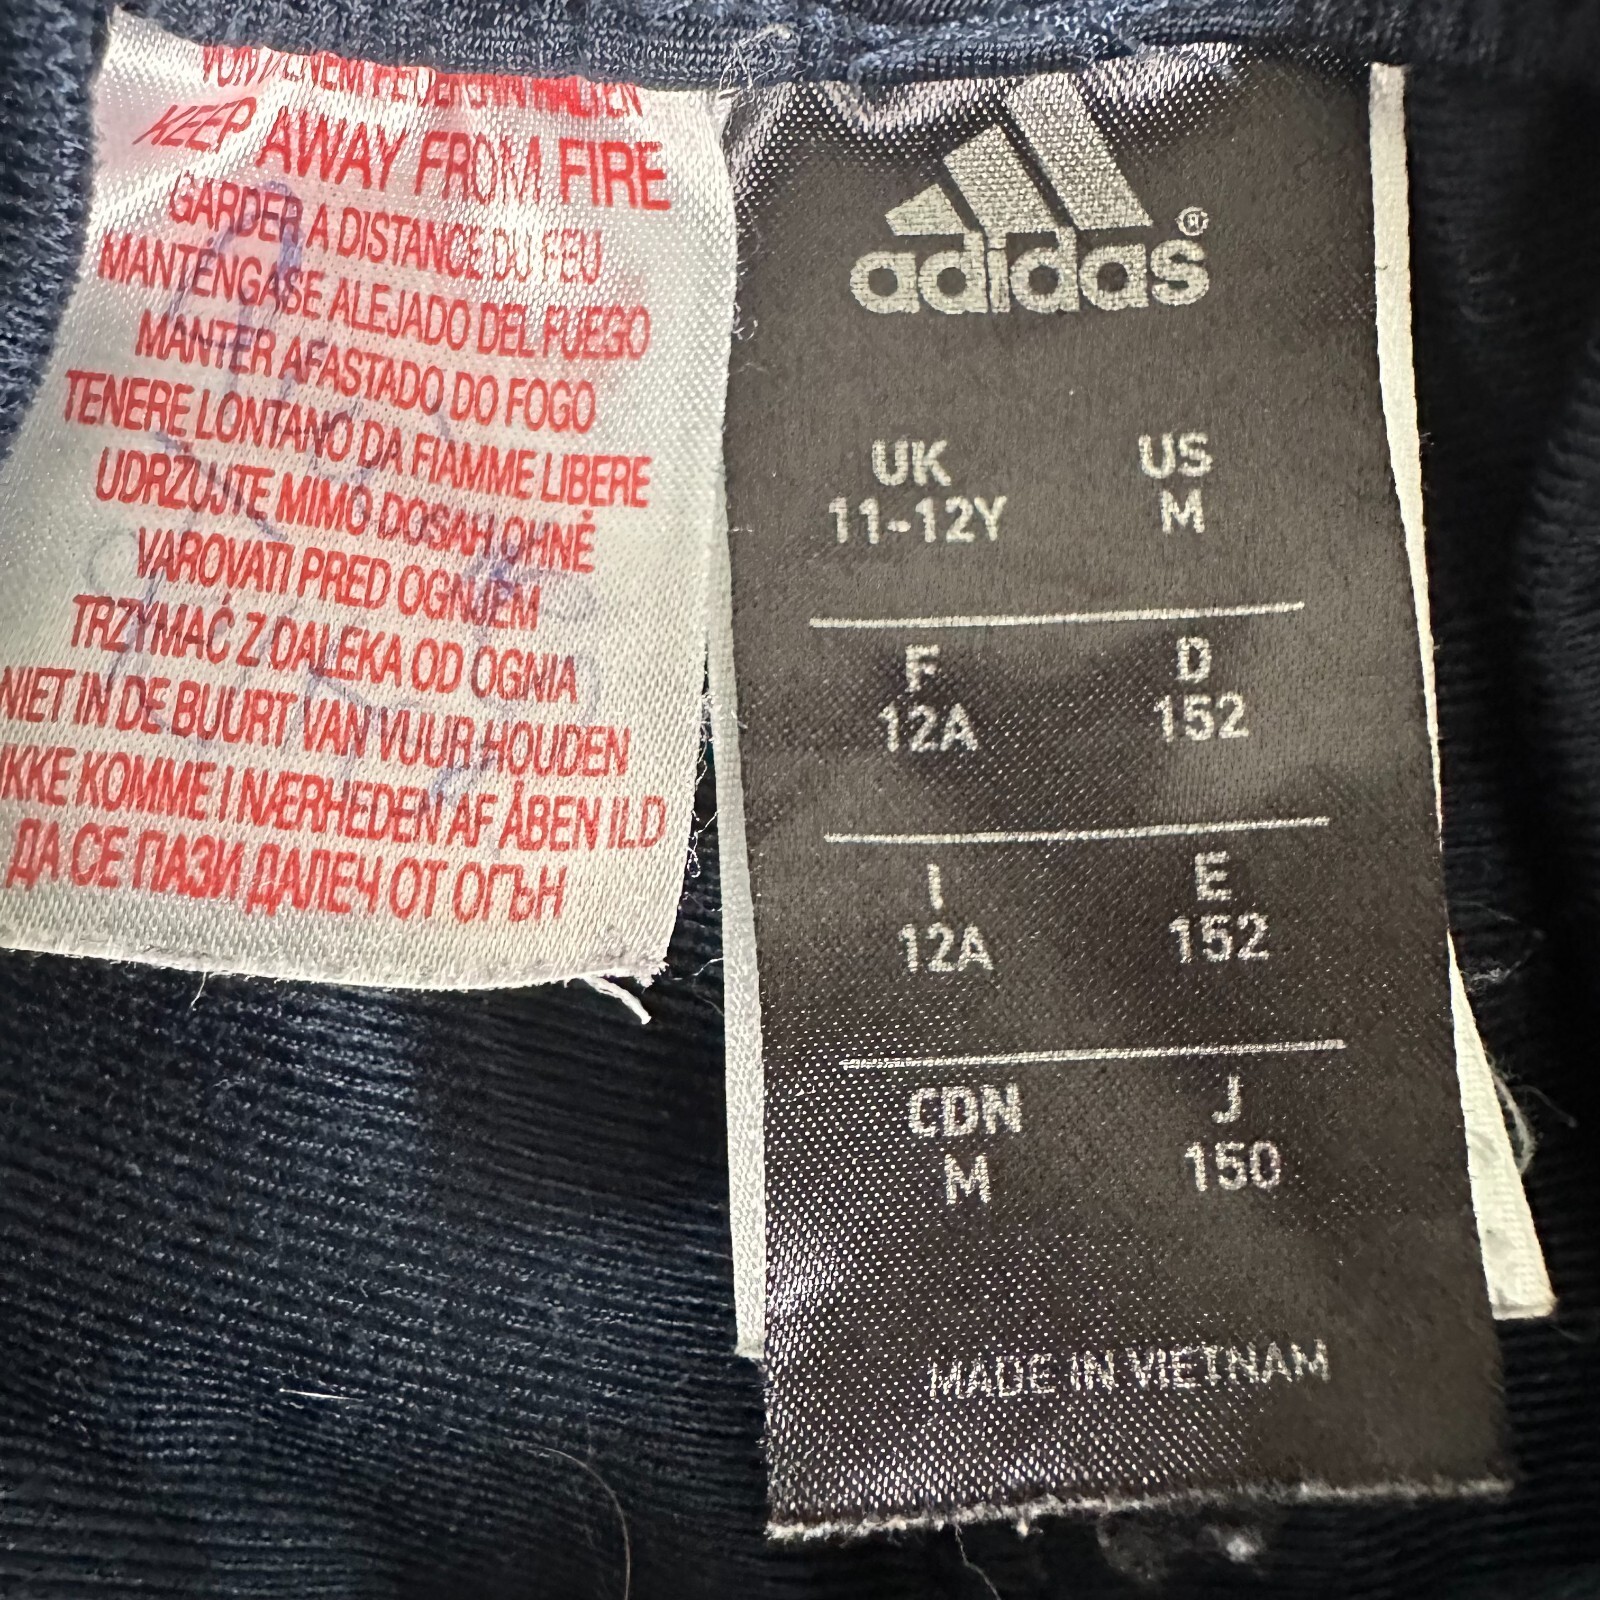 KEEP AWAY FROM FIRE
GARDER A DISTANCE DU FEU
MANTÉNGASE ALEJADO DEL FUEGO
MANTER AFASTADO DO FOGO
TENERE LONTANO DA FIAMME LIBERE
UDRŽUJTE MIMO DOSAH OHNĚ
VAROVATI PRED OGNJEM
TRZYMAĆ Z DALEKA OD OGNIA
NIET IN DE BUURT VAN VUUR HOUDEN
IKKE KOMME I NÆRHEDEN AF ÅBEN ILD
ДА СЕ ПАЗИ ДАЛЕЧ ОТ ОГЪН
adidas®
UK US
11-12Y M
F D
12A 152
I E
12A 152
CDN J
M 150
MADE IN VIETNAM